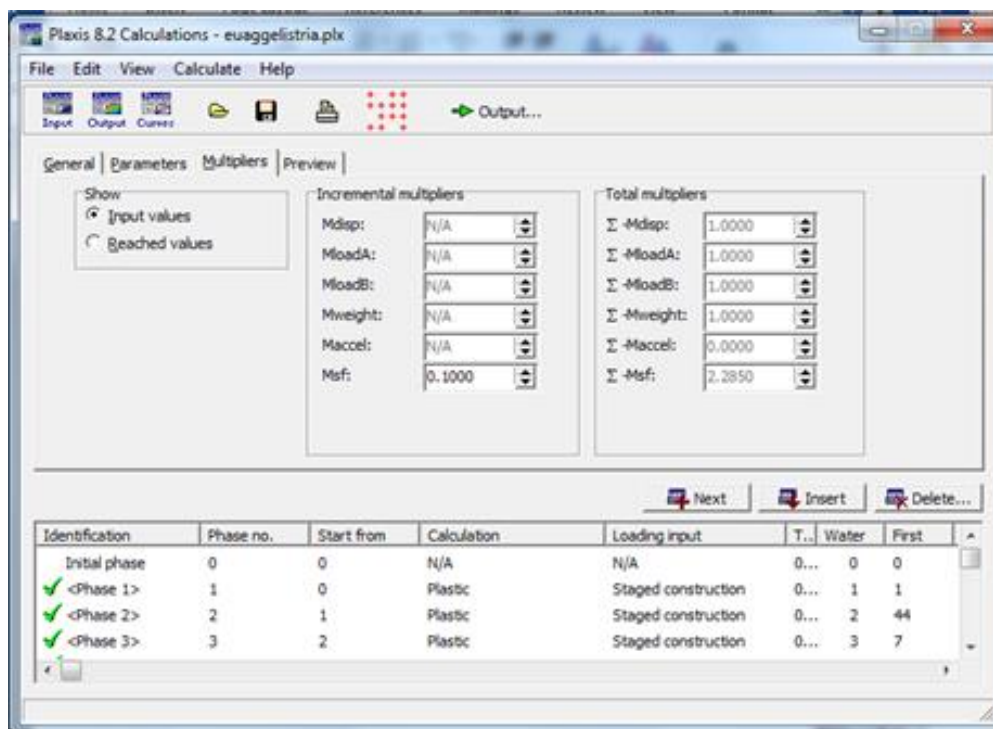 Plaxis 8.2 Calculations - euaggelistria.plx
File Edit View Calculate Help
Input Output Curves Output...
General Parameters Multipliers Preview
Show
Input values
Reached values
Incremental multipliers
Mdisp: N/A
MloadA: N/A
MloadB: N/A
Mweight: N/A
Maccel: N/A
Msf: 0.1000
Total multipliers
Σ -Mdisp: 1.0000
Σ -MloadA: 1.0000
Σ -MloadB: 1.0000
Σ -Mweight: 1.0000
Σ -Maccel: 0.0000
Σ -Msf: 2.2850
Next Insert Delete...
Identification Phase no. Start from Calculation Loading input T... Water First
Initial phase 0 0 N/A N/A 0... 0 0
<Phase 1> 1 0 Plastic Staged construction 0... 1 1
<Phase 2> 2 1 Plastic Staged construction 0... 2 44
<Phase 3> 3 2 Plastic Staged construction 0... 3 7